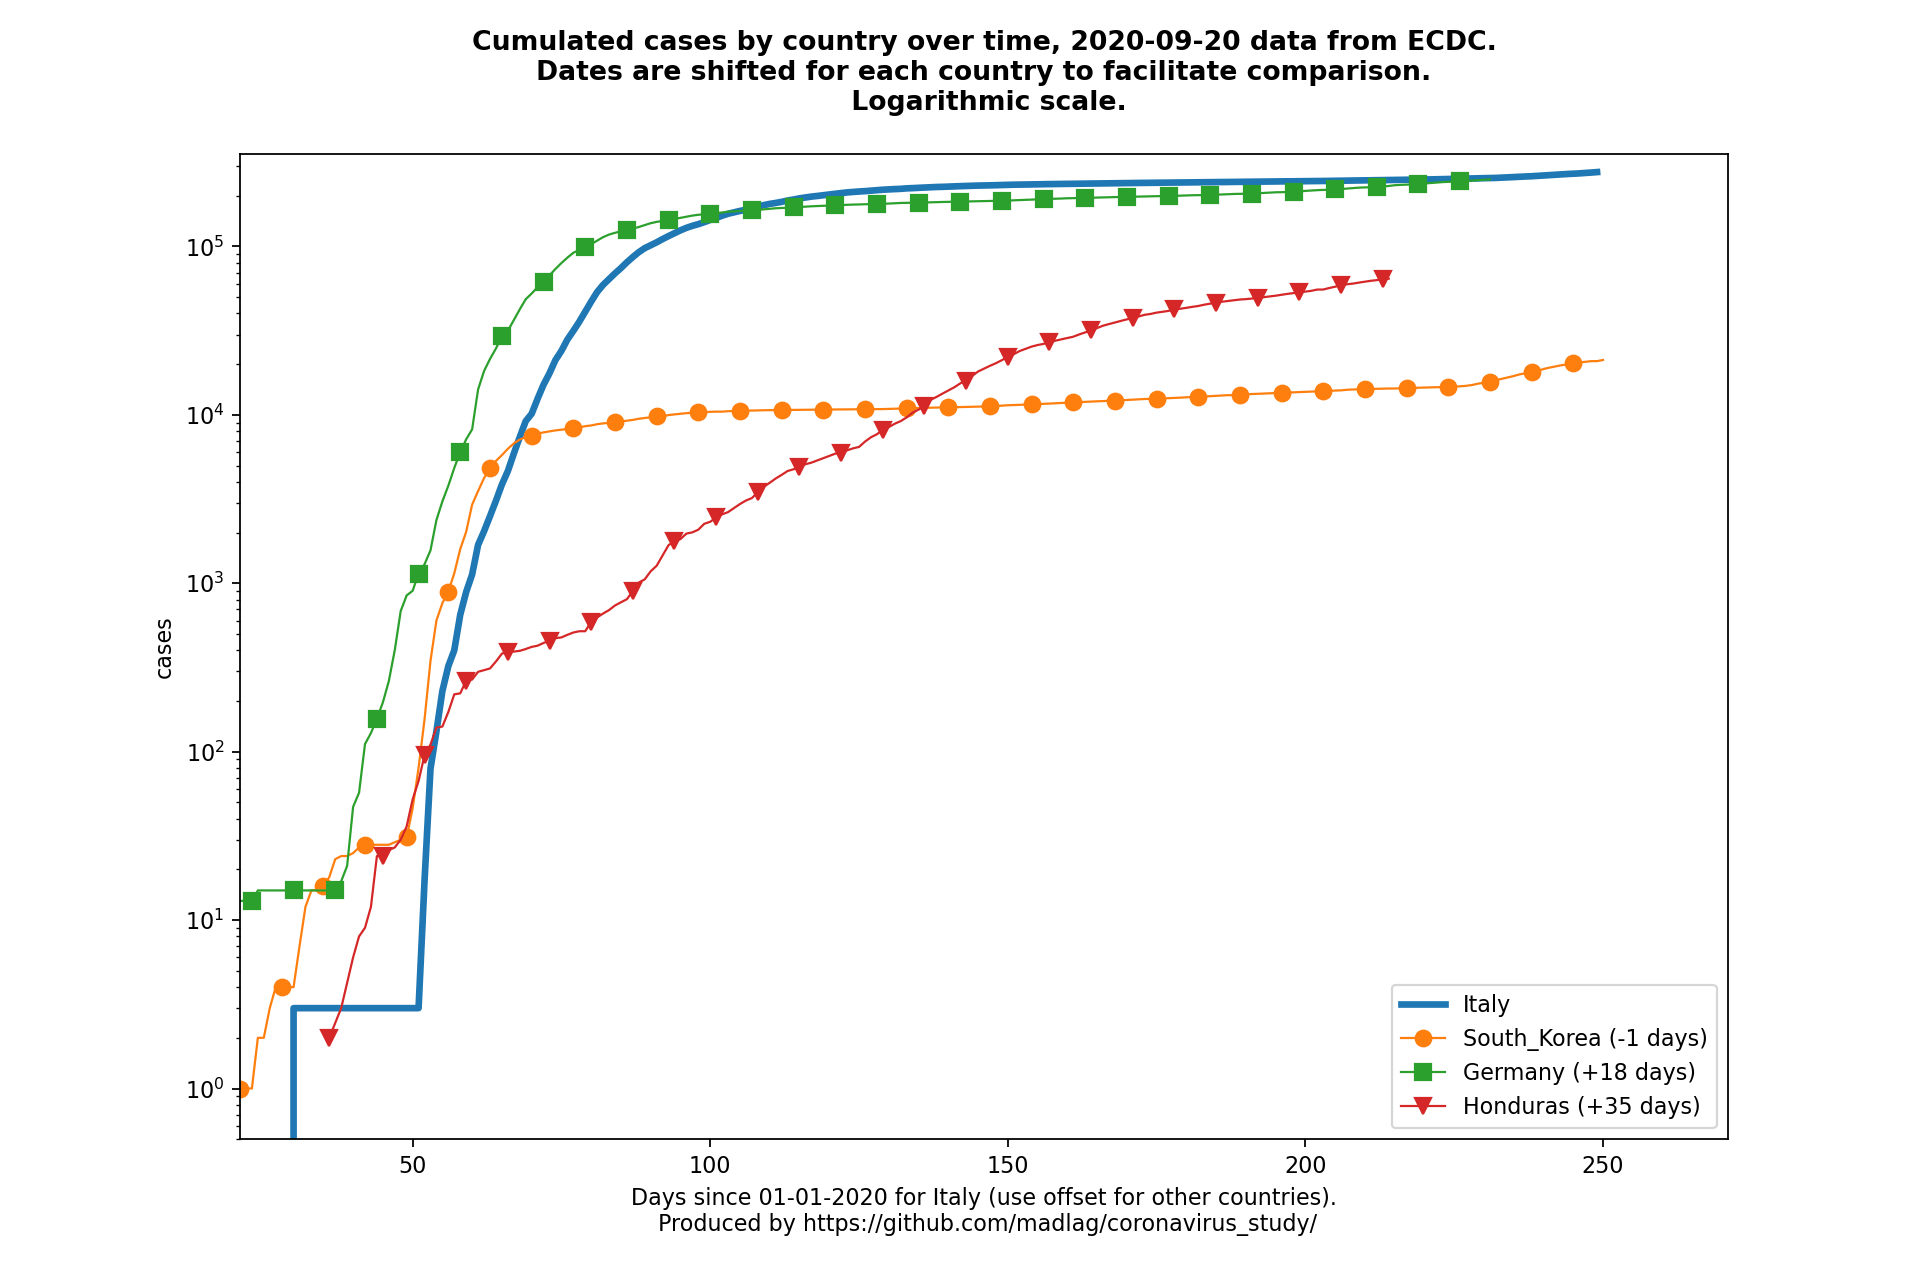 Cumulated cases by country over time, 2020-09-20 data from ECDC.
Dates are shifted for each country to facilitate comparison.
Logarithmic scale.
10^5
10^4
10^3
10^2
10^1
10^0
cases
50 100 150 200 250
Italy
South_Korea (-1 days)
Germany (+18 days)
Honduras (+35 days)
Days since 01-01-2020 for Italy (use offset for other countries).
Produced by https://github.com/madlag/coronavirus_study/